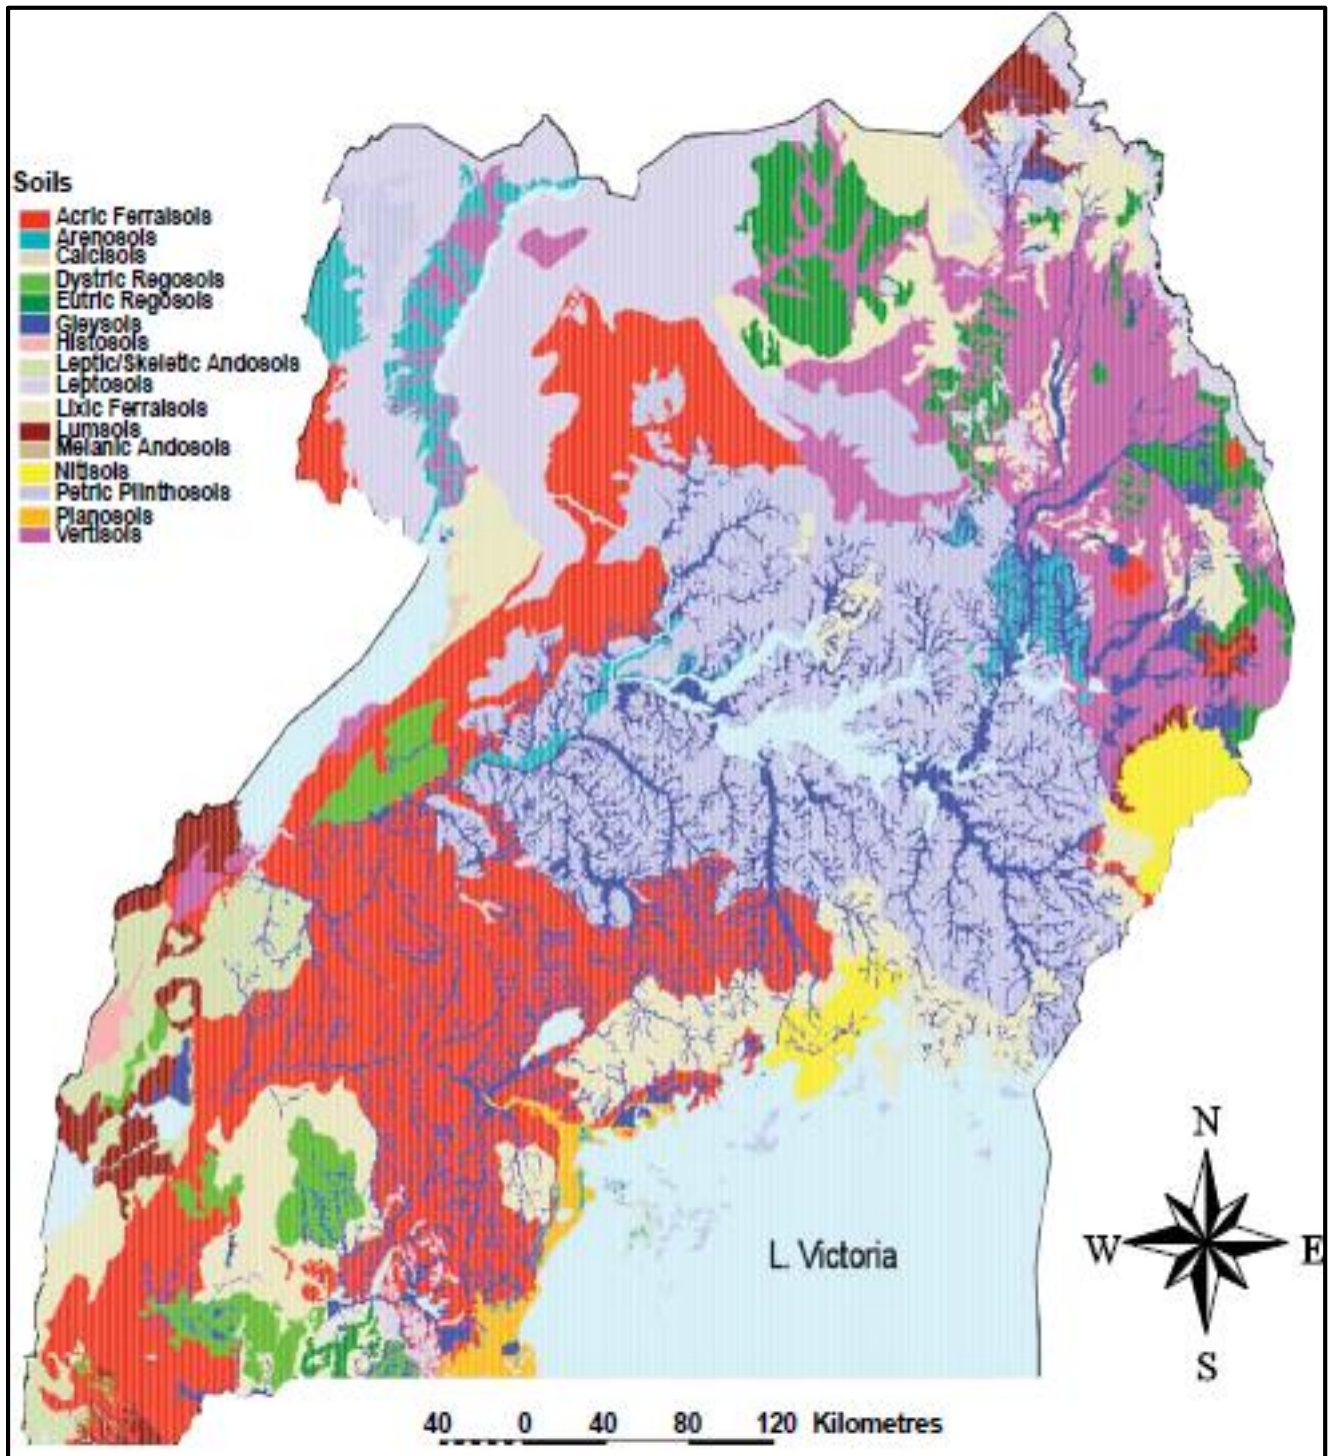 Soils
Acric Ferralsols
Arenosols
Calcisols
Dystric Regosols
Eutric Regosols
Gleysols
Histosols
Leptic/Skeletic Andosols
Leptosols
Lixic Ferralsols
Lumsols
Melanic Andosols
Nitisols
Petric Plinthosols
Planosols
Vertisols
N
W
E
S
L. Victoria
40 0 40 80 120 Kilometres